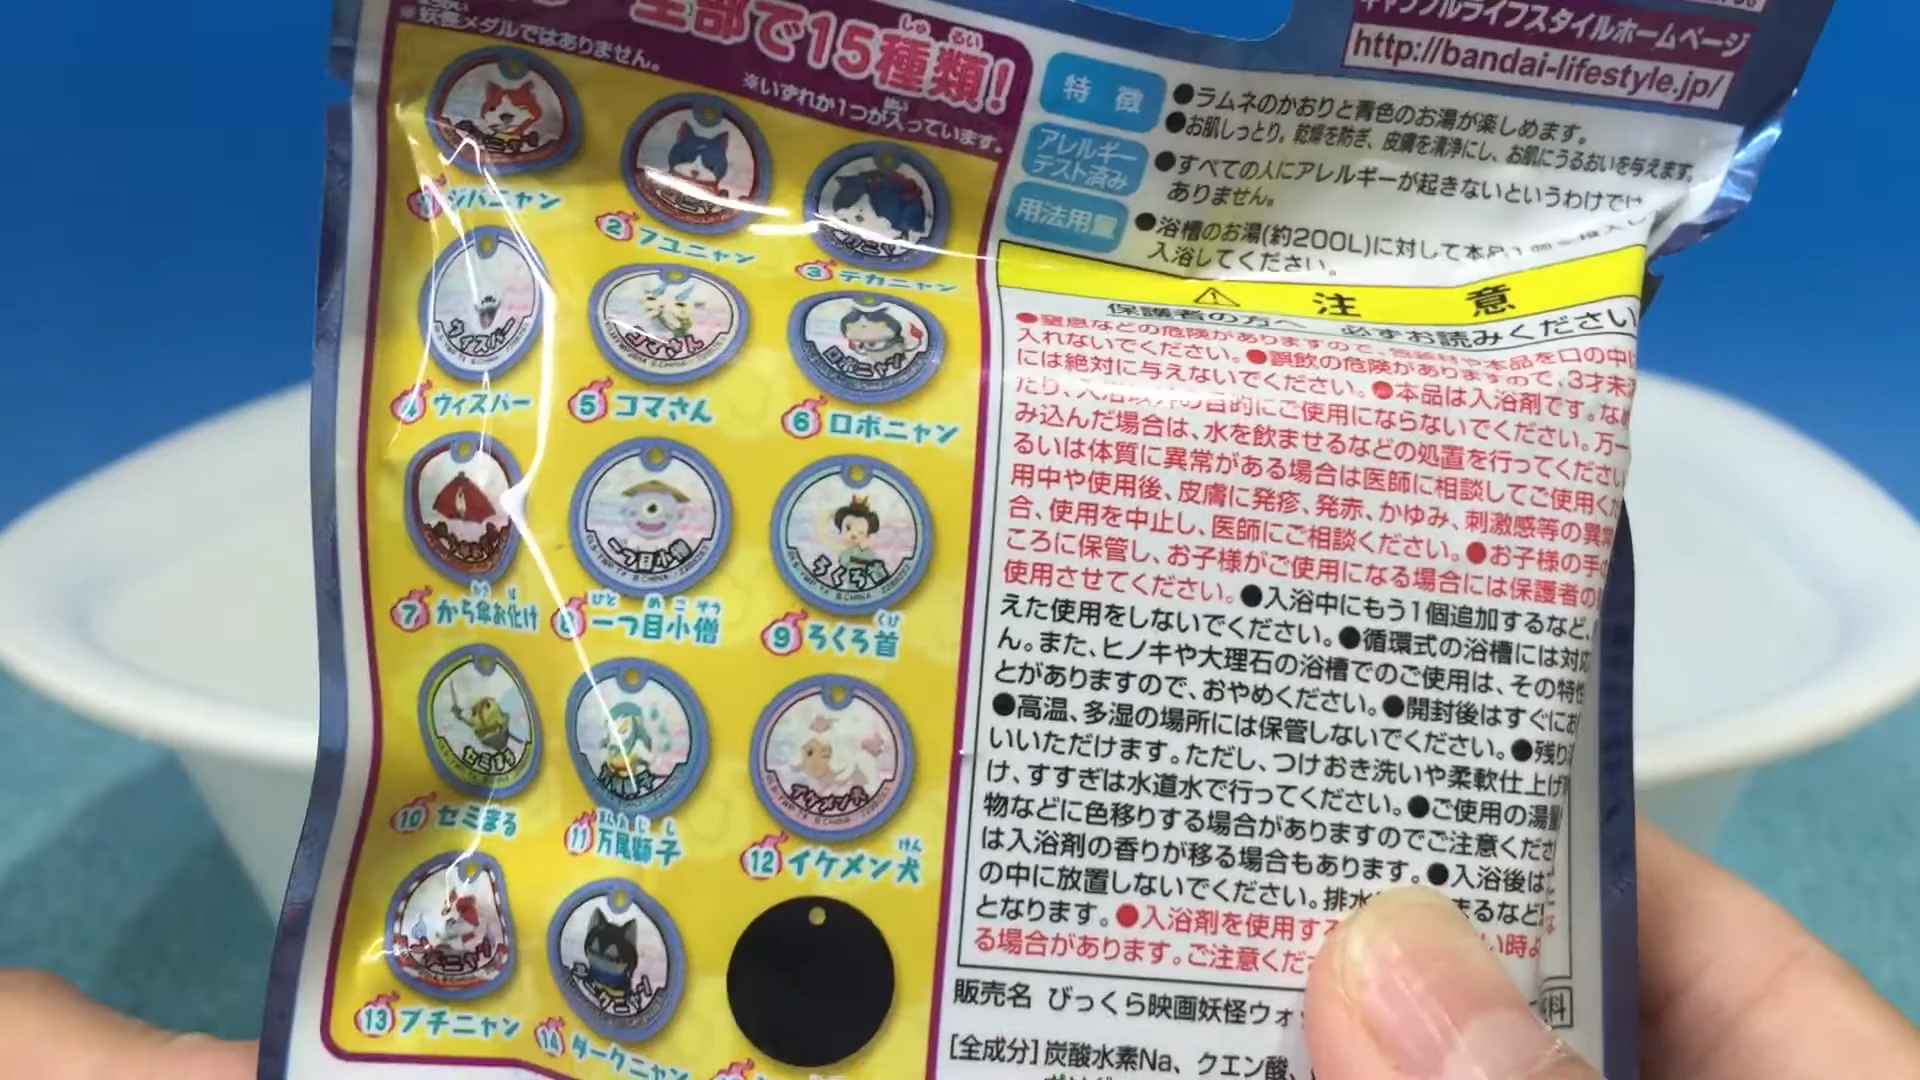 全部で15種類!
※妖怪メダルではありません。
※いずれか1つが入っています。
ジバニャン
2 フユニャン
3 デカニャン
4 ウィスパー
5 コマさん
6 ロボニャン
7 から傘お化け
8 一つ目小僧
9 ろくろ首
10 セミまる
11 万尾獅子
12 イケメン犬
13 プチニャン
14 ダークニャン
ライフスタイルホームページ
http://bandai-lifestyle.jp/
特徴
●ラムネのかおりと青色のお湯が楽しめます。
●お肌しっとり。乾燥を防ぎ、皮膚を清浄にし、お肌にうるおいを与えます。
アレルギーテスト済み
●すべての人にアレルギーが起きないというわけでは
ありません。
用法用量
●浴槽のお湯(約200L)に対して本品1個を
入浴してください。
注意
保護者の方へ 必ずお読みください
入れないでください。●誤飲の危険がありますので、3才未
には絶対に与えないでください。●本品は入浴剤です。な
たり、入浴以外の目的にご使用にならないでください。万一
み込んだ場合は、水を飲ませるなどの処置を行ってくださ
るいは体質に異常がある場合は医師に相談してご使用く
用中や使用後、皮膚に発疹、発赤、かゆみ、刺激感等の異
合、使用を中止し、医師にご相談ください。●お子様の手
ころに保管し、お子様がご使用になる場合には保護者の
使用させてください。●入浴中にもう1個追加するなど、
えた使用をしないでください。●循環式の浴槽には対応
ん。また、ヒノキや大理石の浴槽でのご使用は、その特性
とがありますので、おやめください。●開封後はすぐにお
●高温、多湿の場所には保管しないでください。●残り
いいただけます。ただし、つけおき洗いや柔軟仕上げ
け、すすぎは水道水で行ってください。●ご使用の湯量
物などに色移りする場合がありますのでご注意くださ
は入浴剤の香りが移る場合もあります。●入浴後は
の中に放置しないでください。排水 まるなど
となります。●入浴剤を使用す い時よ
る場合があります。ご注意くだ
販売名 びっくら映画妖怪ウォ
[全成分]炭酸水素Na、クエン酸、